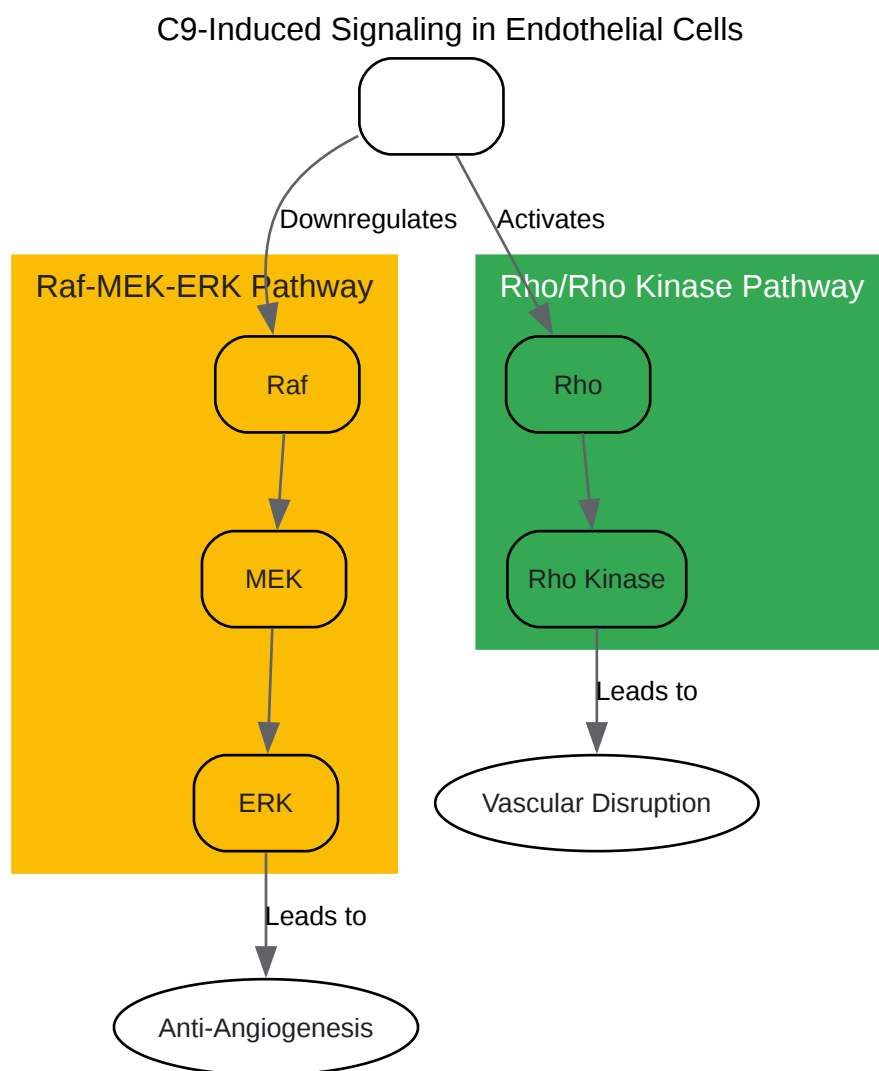 C9-Induced Signaling in Endothelial Cells
Downregulates
Activates
Raf-MEK-ERK Pathway
Rho/Rho Kinase Pathway
Raf
Rho
MEK
Rho Kinase
Leads to
ERK
Vascular Disruption
Leads to
Anti-Angiogenesis